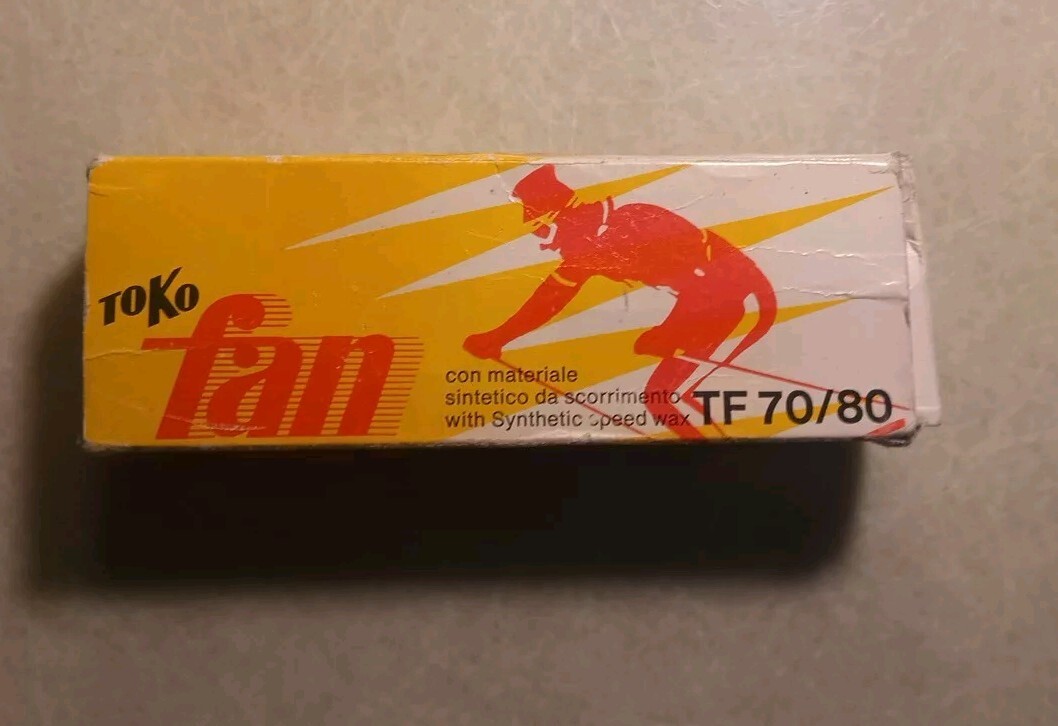 TOKO
fan
con materiale
sintetico da scorrimento
with Synthetic speed wax
TF 70/80